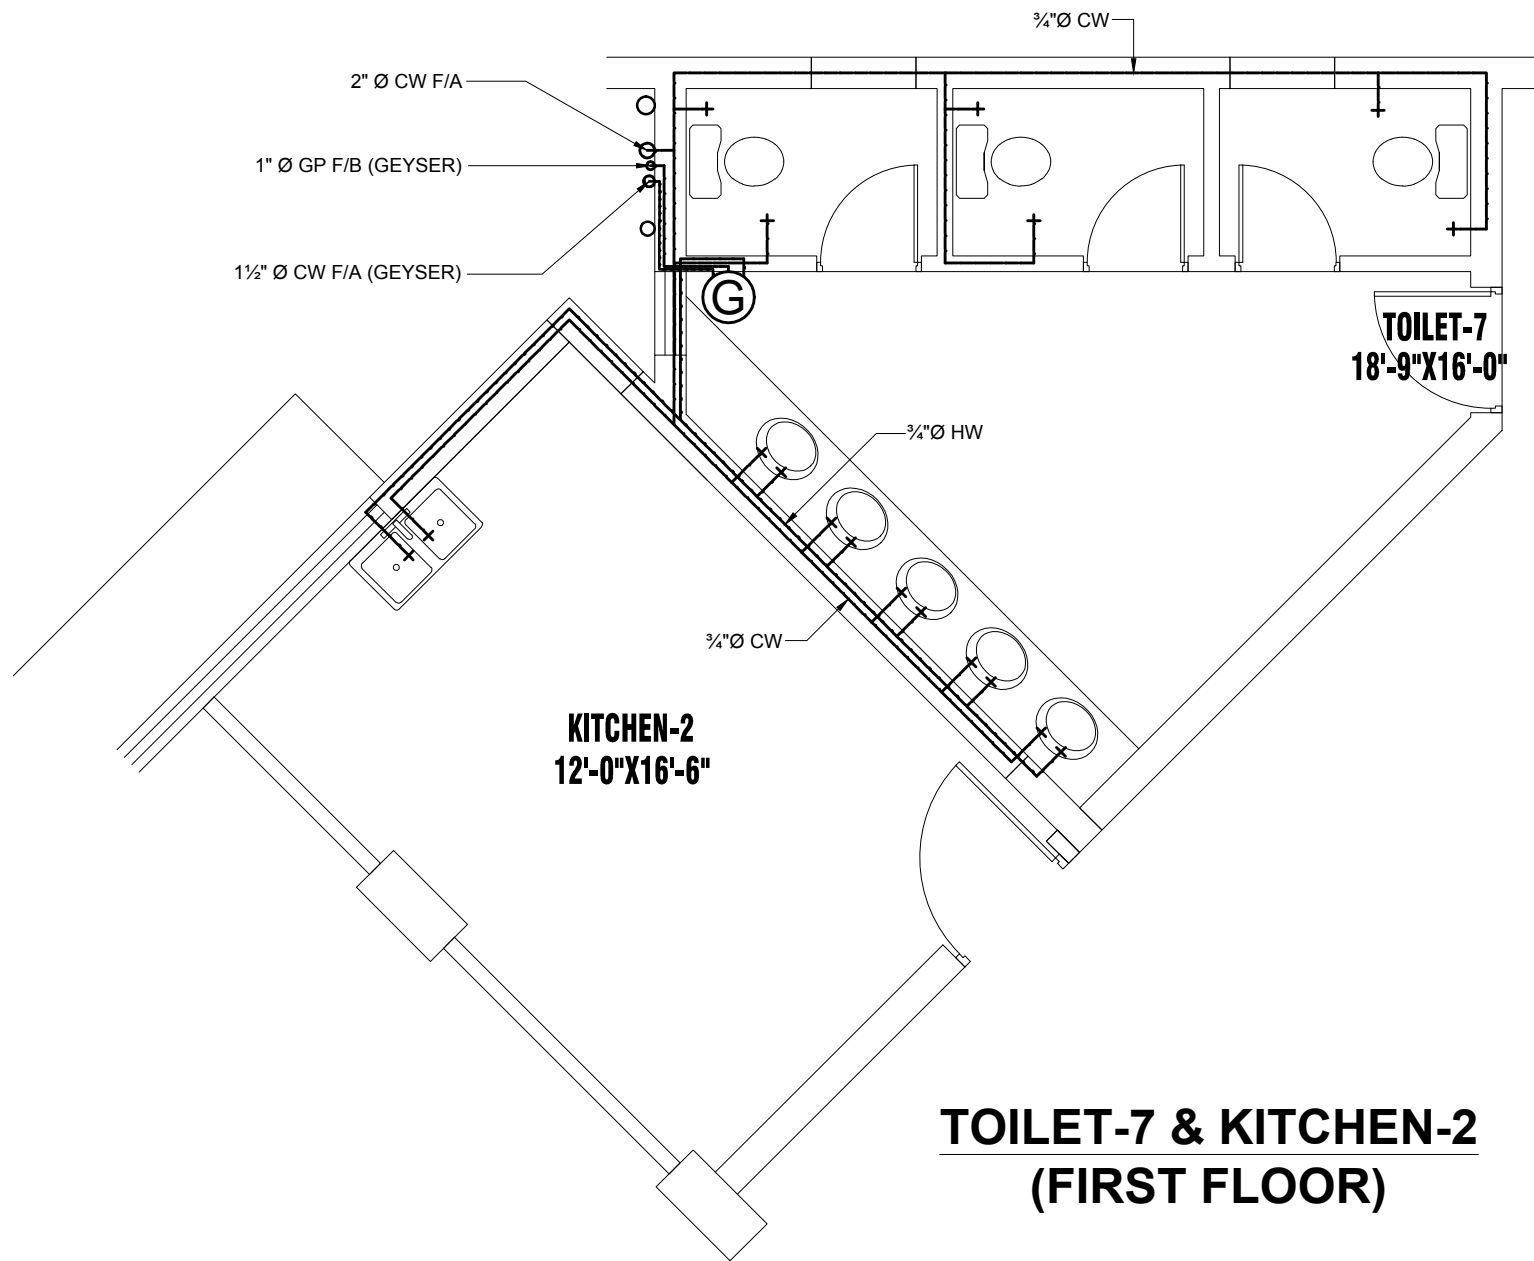 ¾"Ø CW
2" Ø CW F/A
1" Ø GP F/B (GEYSER)
1½" Ø CW F/A (GEYSER)
G
TOILET-7
18'-9"X16'-0"
¾"Ø HW
¾"Ø CW
KITCHEN-2
12'-0"X16'-6"
TOILET-7 & KITCHEN-2
(FIRST FLOOR)